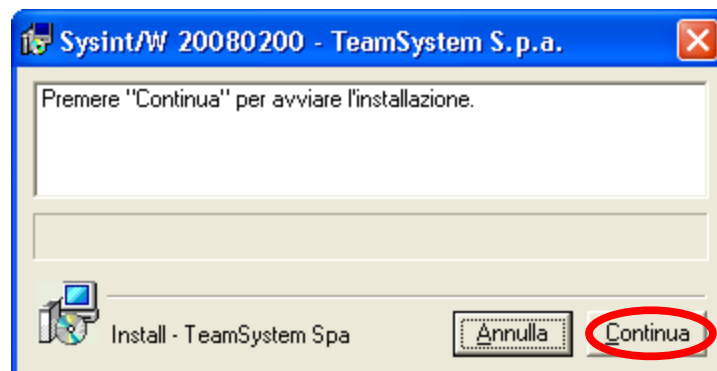 Sysint/W 20080200 - TeamSystem S.p.a.
Premere "Continua" per avviare l'installazione.
Install - TeamSystem Spa
Annulla
Continua